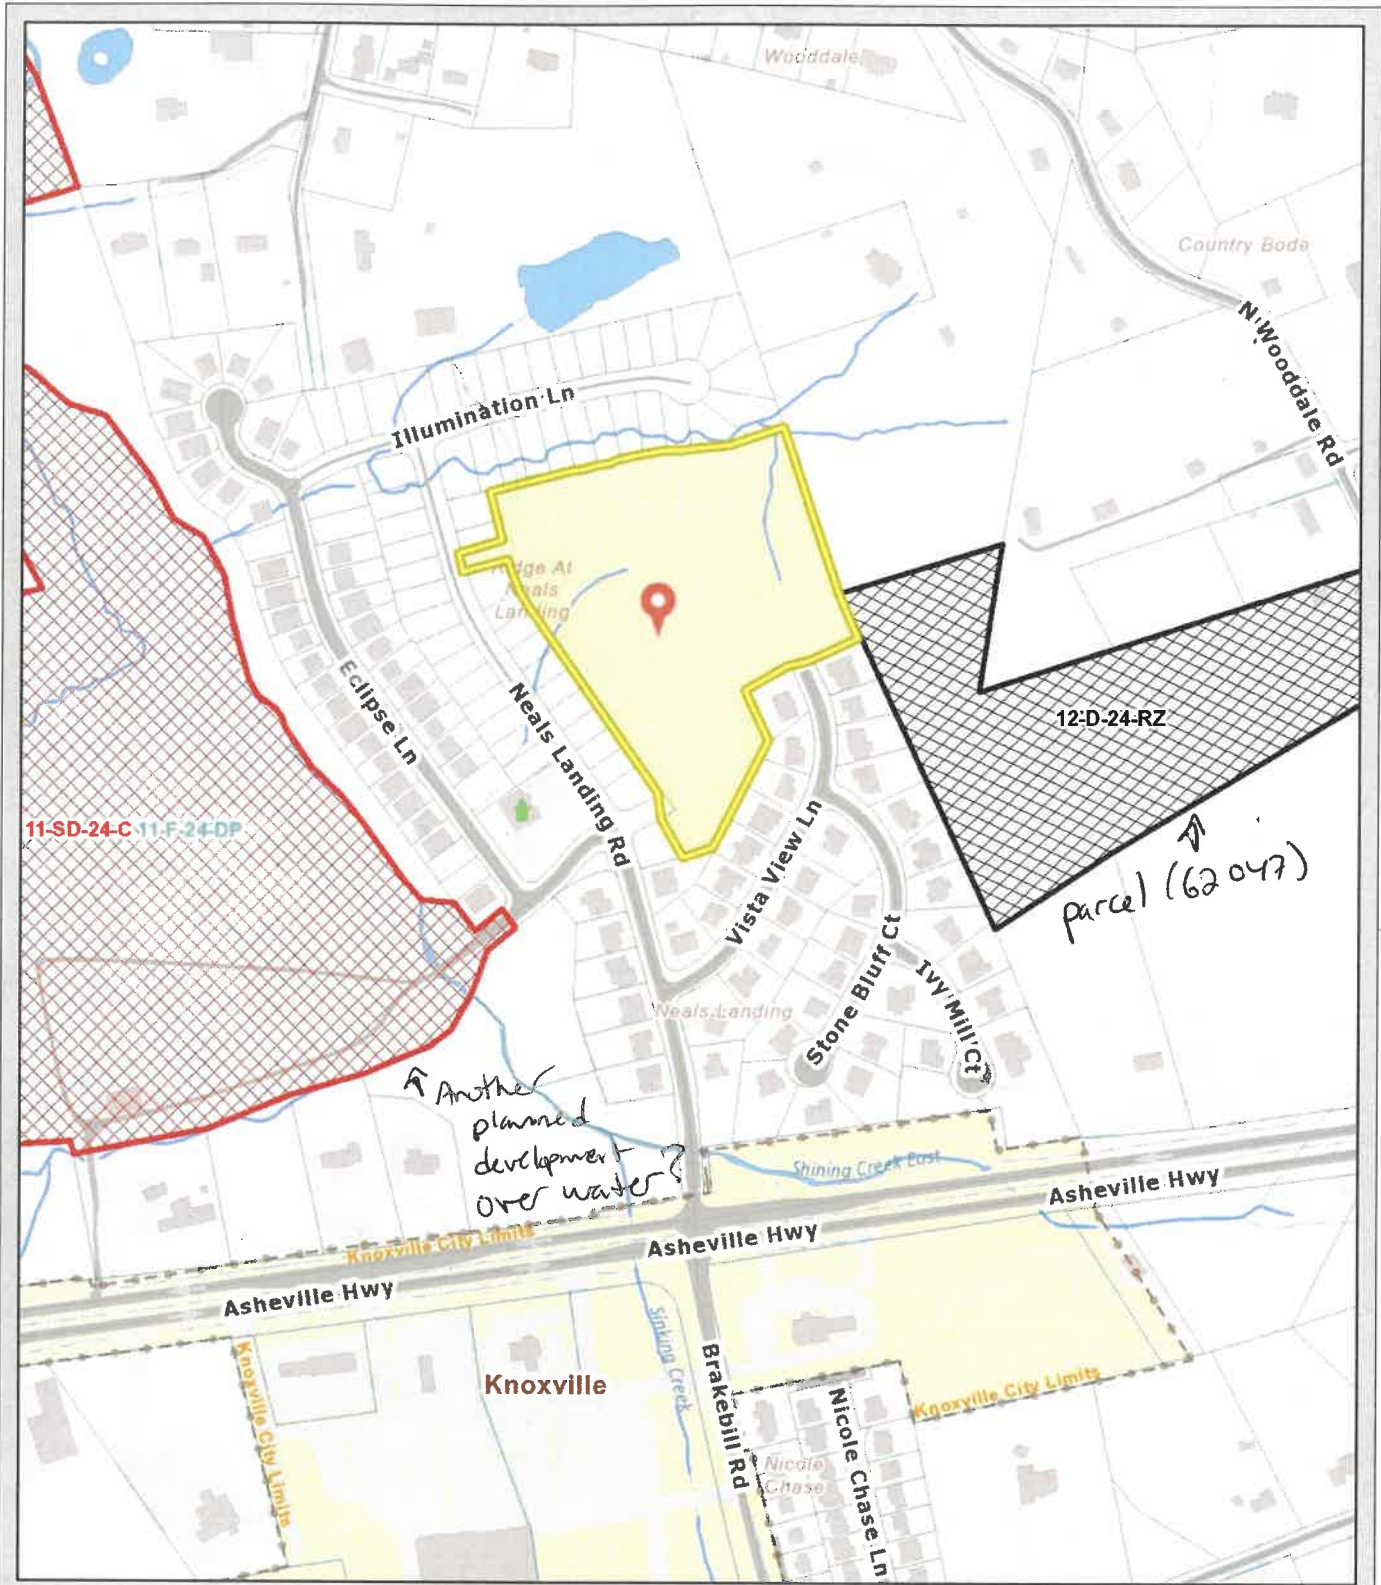 Wooddale
Country Bode
N Wooddale Rd
Illumination Ln
Ridge At
Neals
Landing
Eclipse Ln
Neals Landing Rd
12-D-24-RZ
11-SD-24-C 11-F-24-DP
Vista View Ln
parcel (62 047)
Stone Bluff Ct
Ivy Mill Ct
Neals Landing
Another
planned
development
over water?
Shining Creek East
Asheville Hwy
Knoxville City Limits
Asheville Hwy
Asheville Hwy
Sinking Creek
Knoxville
Knoxville City Limits
Brakebill Rd
Knoxville City Limits
Nicole Chase Ln
Nicole
Chase